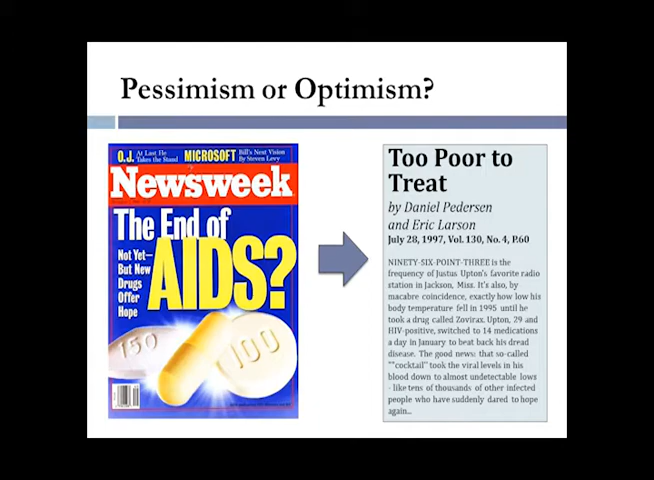 Pessimism or Optimism?
O.J. At Last He Takes the Stand MICROSOFT Bill's Next Vision By Steven Levy
Newsweek
The End of
AIDS?
Not Yet—
But New
Drugs
Offer
Hope
150
100
Too Poor to
Treat
by Daniel Pedersen
and Eric Larson
July 28, 1997, Vol. 130, No. 4, P.60
NINETY-SIX-POINT-THREE is the
frequency of Justus Upton's favorite radio
station in Jackson, Miss. It's also, by
macabre coincidence, exactly how low his
body temperature fell in 1995 until he
took a drug called Zovirax. Upton, 29 and
HIV-positive, switched to 14 medications
a day in January to beat back his dread
disease. The good news: that so-called
""cocktail'' took the viral levels in his
blood down to almost undetectable lows
- like tens of thousands of other infected
people who have suddenly dared to hope
again...